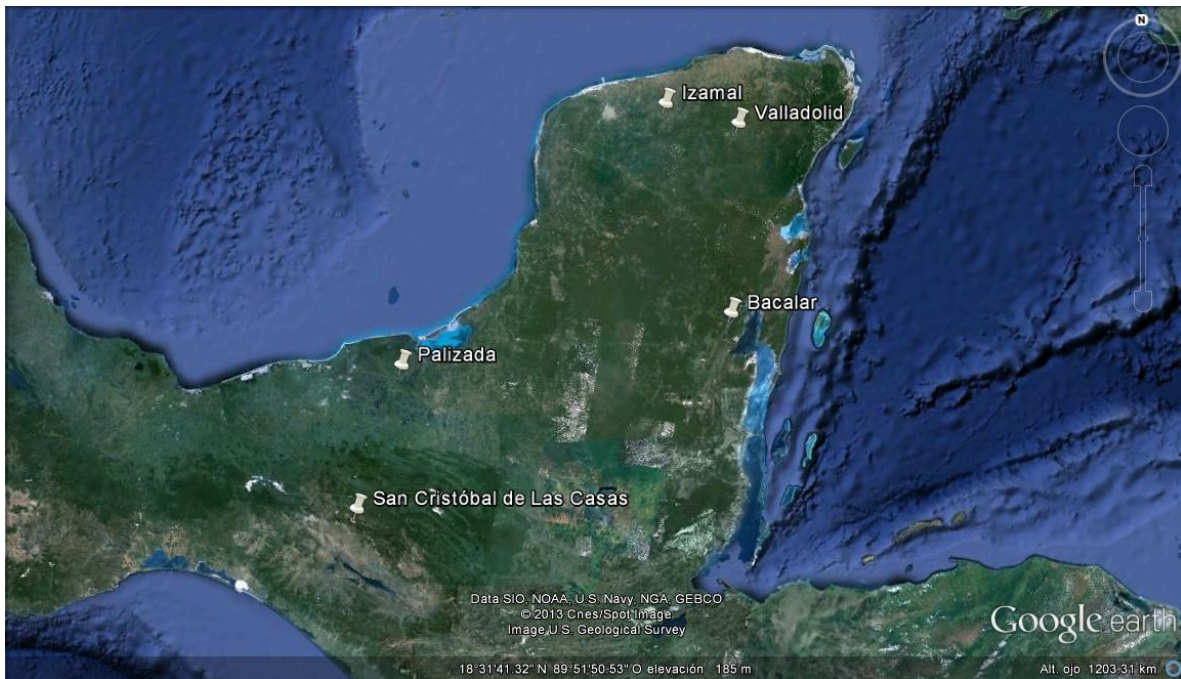 N
Izamal
Valladolid
Bacalar
Palizada
San Cristóbal de Las Casas
Data SIO, NOAA, U.S. Navy, NGA, GEBCO
© 2013 Cnes/Spot Image
Image U.S. Geological Survey
Google earth
18°31'41.32" N 89°51'50.53" O elevación 185 m
Alt. ojo 1203.31 km